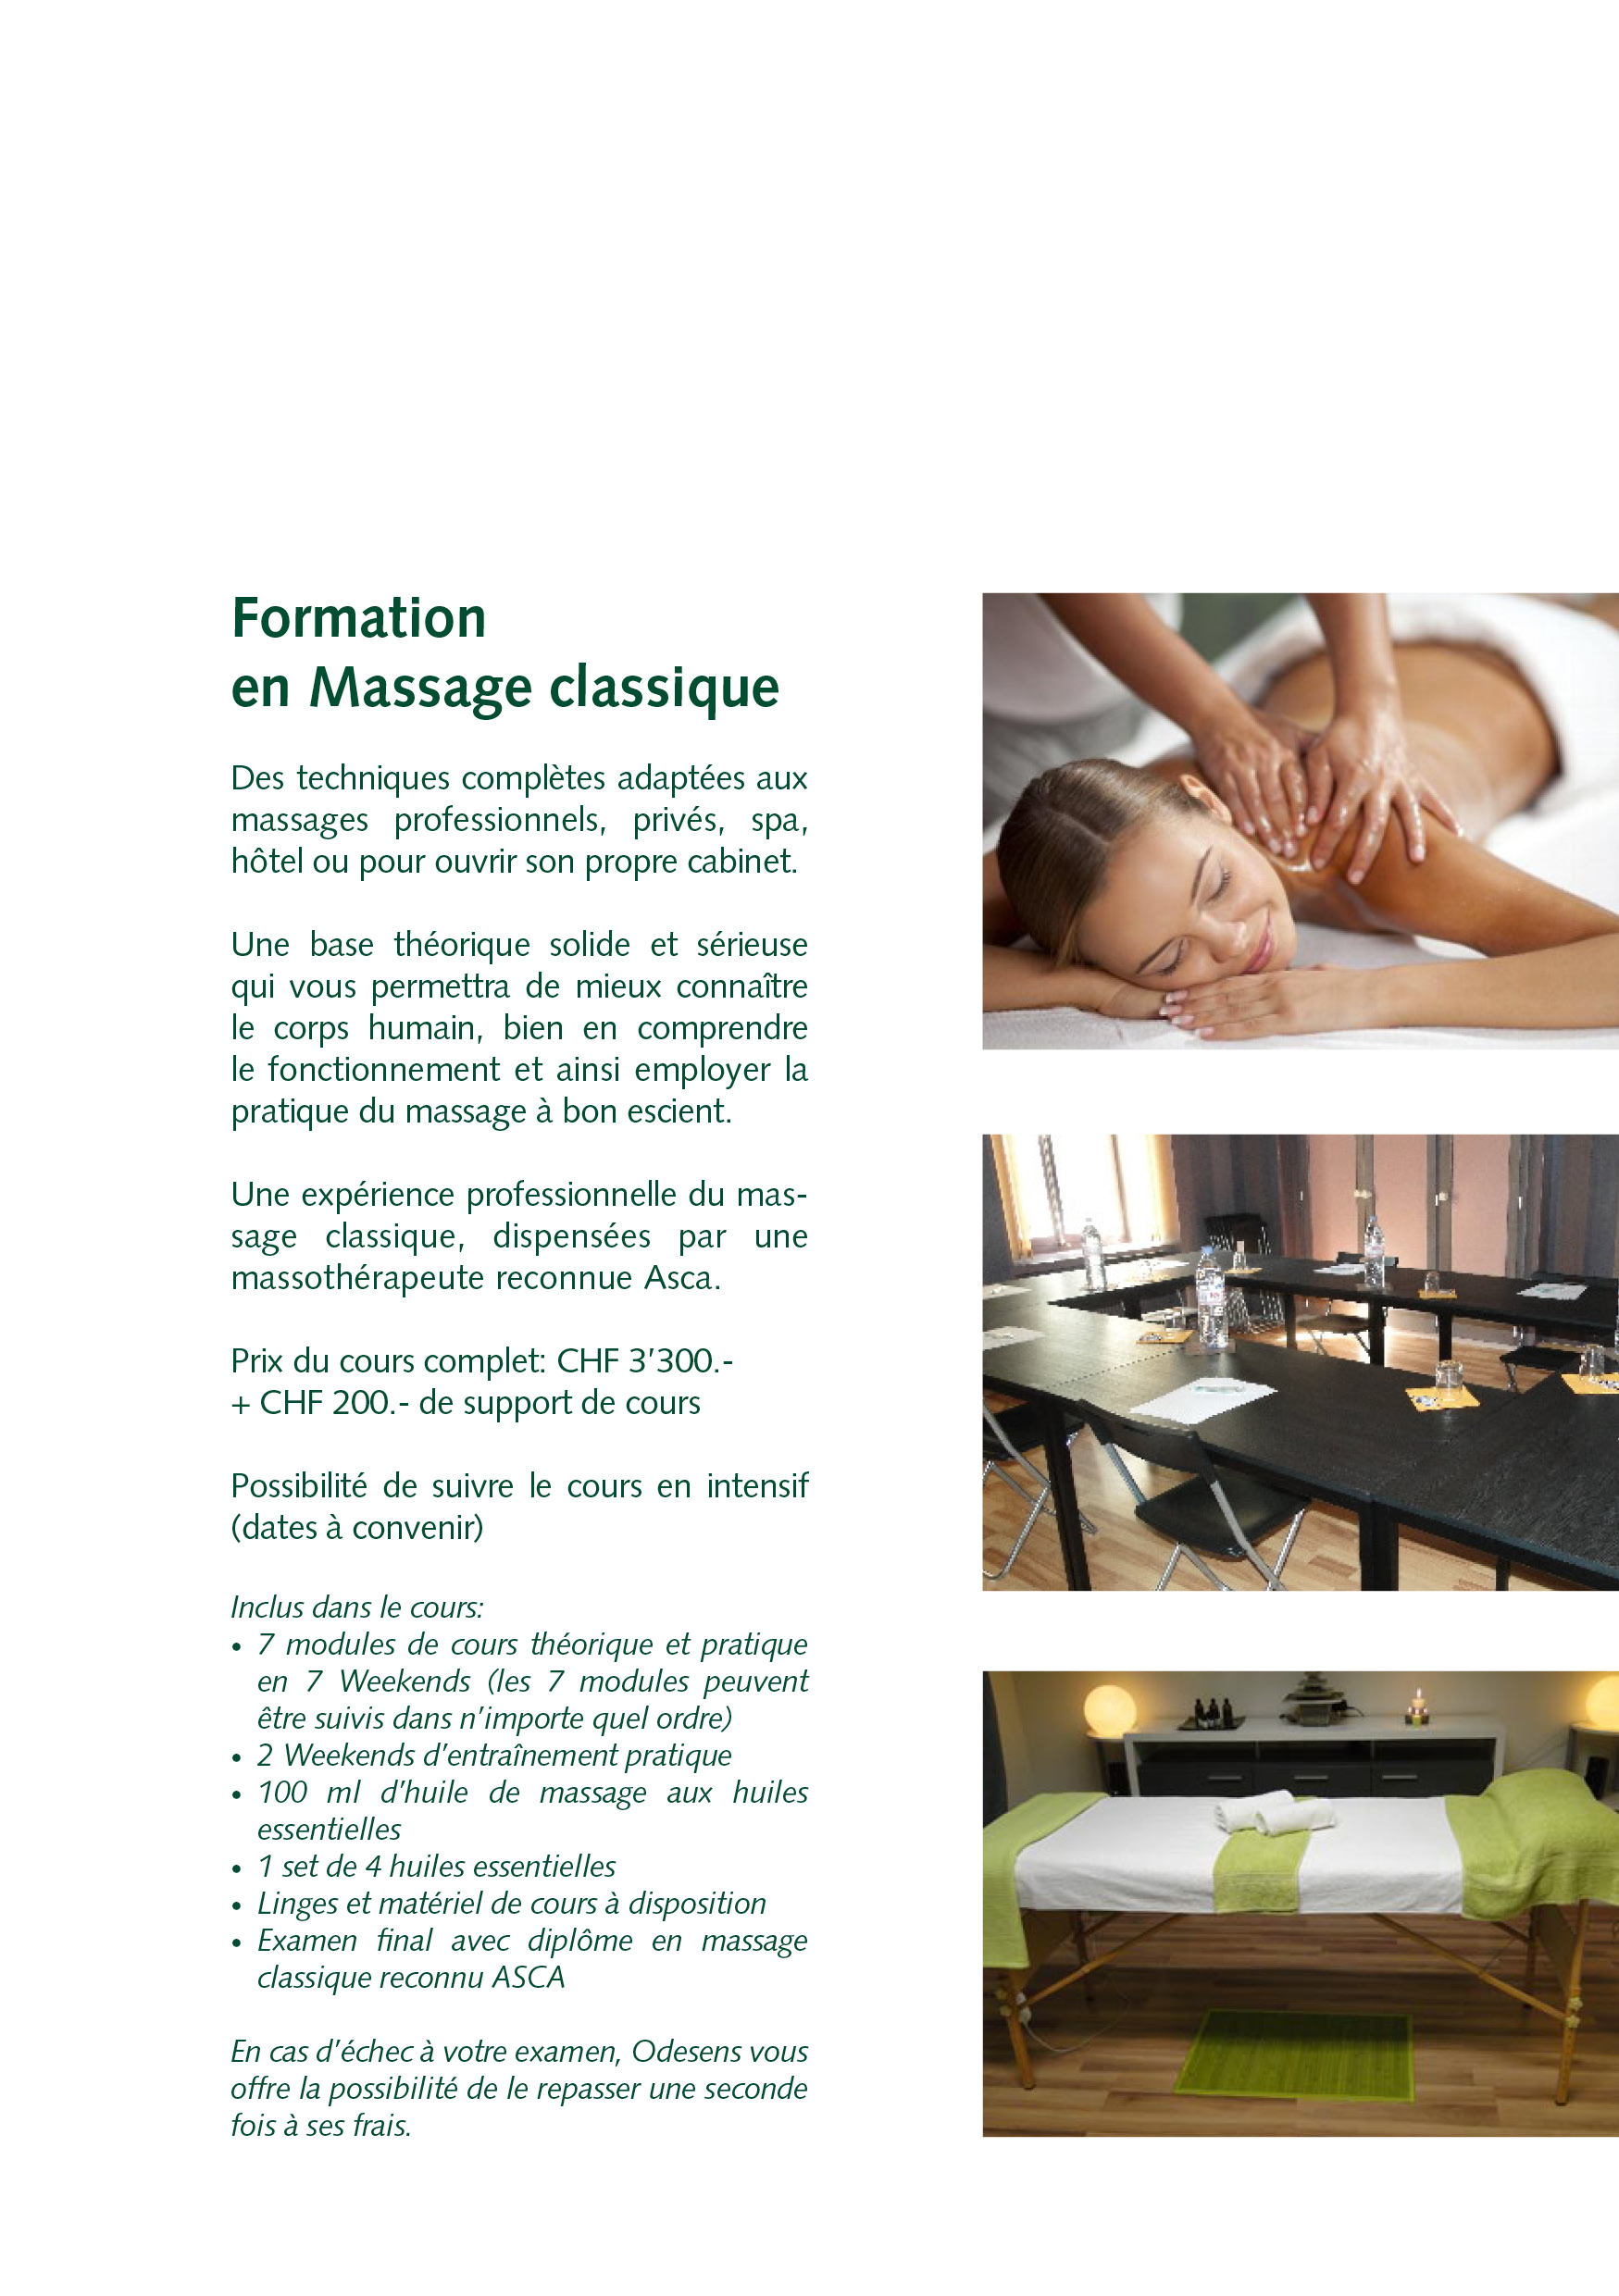 Formation
en Massage classique
Des techniques complètes adaptées aux
massages professionnels, privés, spa,
hôtel ou pour ouvrir son propre cabinet.
Une base théorique solide et sérieuse
qui vous permettra de mieux connaître
le corps humain, bien en comprendre
le fonctionnement et ainsi employer la
pratique du massage à bon escient.
Une expérience professionnelle du mas-
sage classique, dispensées par une
massothérapeute reconnue Asca.
Prix du cours complet: CHF 3'300.-
+ CHF 200.- de support de cours
Possibilité de suivre le cours en intensif
(dates à convenir)
Inclus dans le cours:
• 7 modules de cours théorique et pratique
en 7 Weekends (les 7 modules peuvent
être suivis dans n'importe quel ordre)
• 2 Weekends d'entraînement pratique
• 100 ml d'huile de massage aux huiles
essentielles
• 1 set de 4 huiles essentielles
• Linges et matériel de cours à disposition
• Examen final avec diplôme en massage
classique reconnu ASCA
En cas d'échec à votre examen, Odesens vous
offre la possibilité de le repasser une seconde
fois à ses frais.